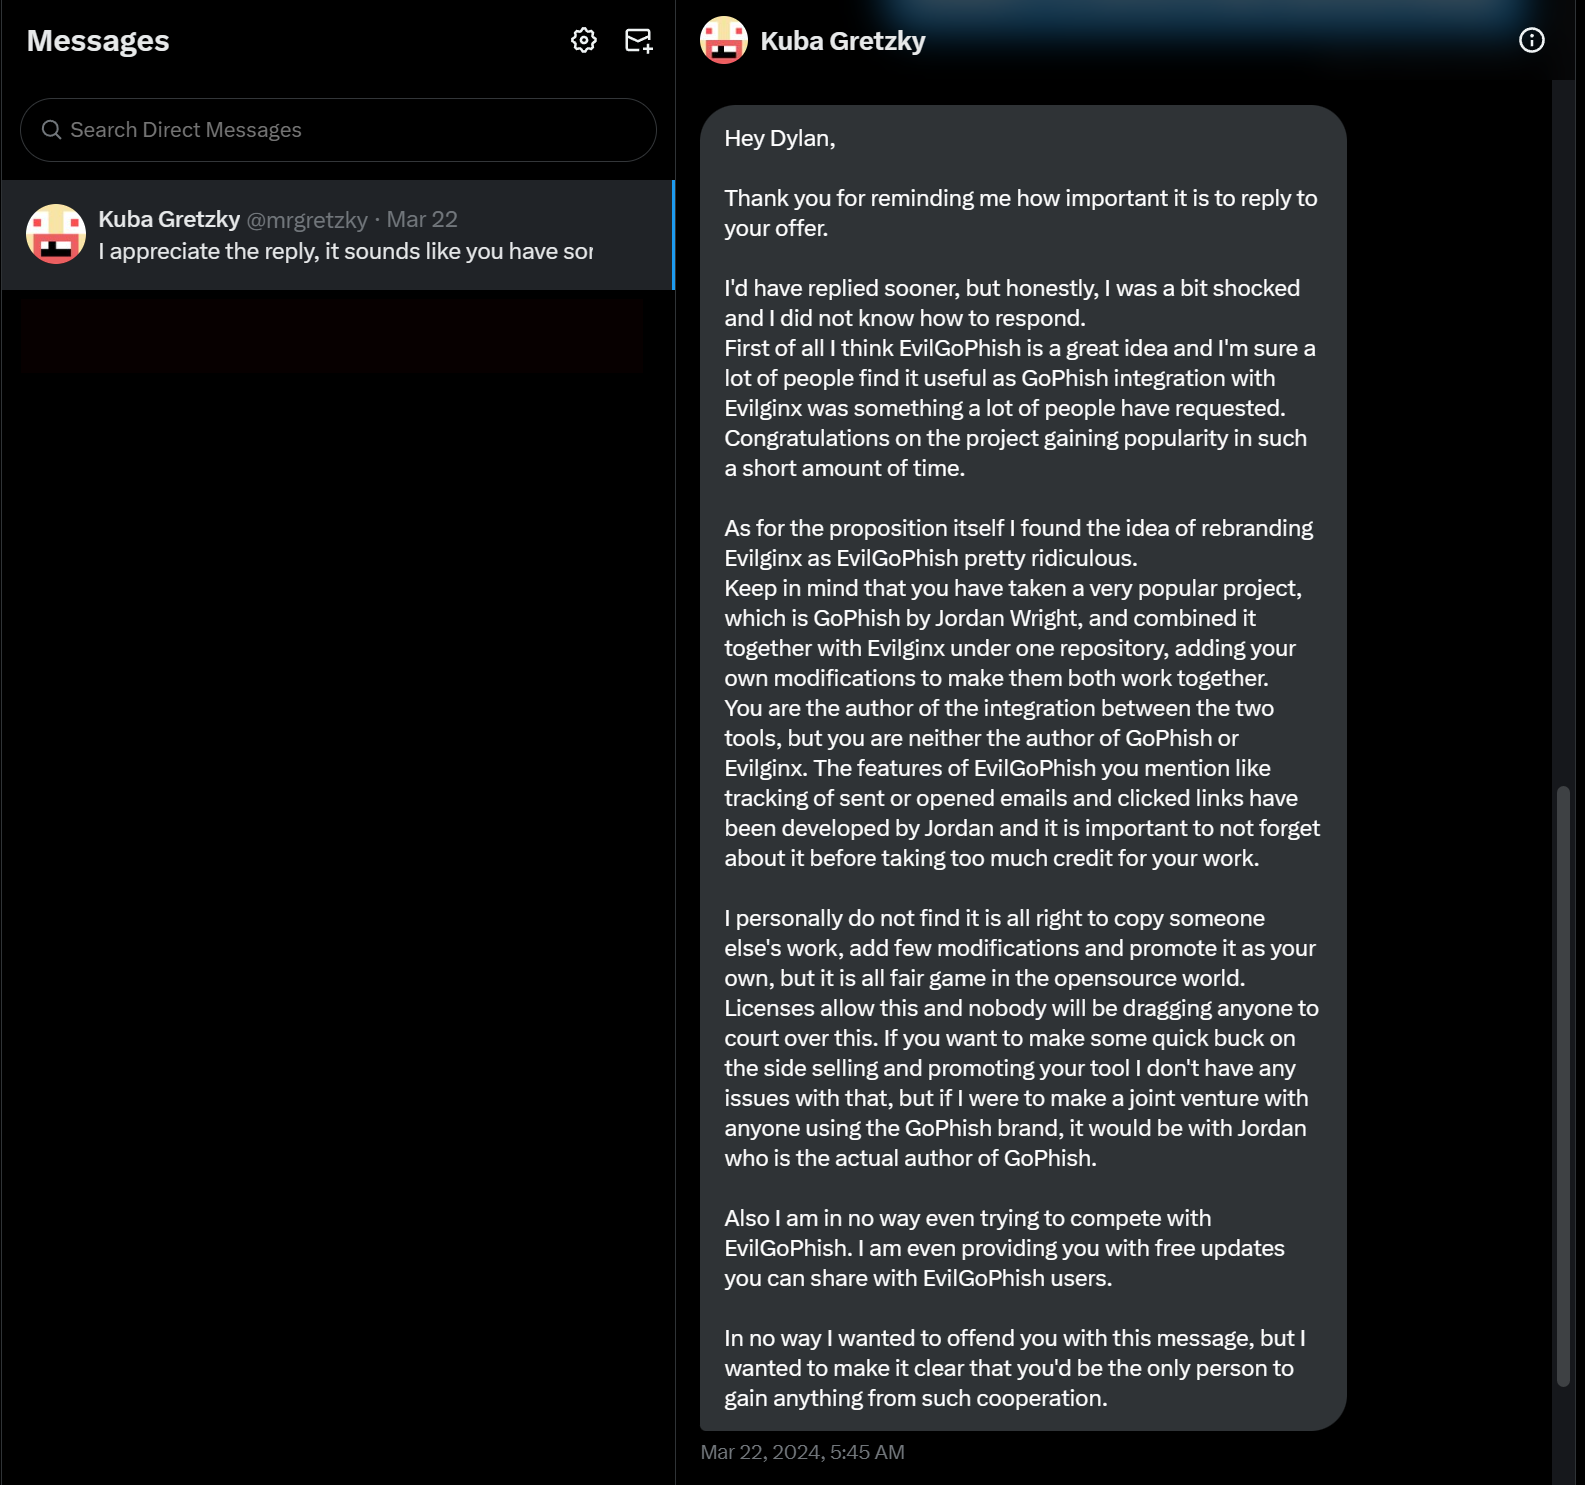 Messages
Search Direct Messages
Kuba Gretzky @mrgretzky · Mar 22
I appreciate the reply, it sounds like you have sor
Kuba Gretzky
Hey Dylan,
Thank you for reminding me how important it is to reply to
your offer.
I'd have replied sooner, but honestly, I was a bit shocked
and I did not know how to respond.
First of all I think EvilGoPhish is a great idea and I'm sure a
lot of people find it useful as GoPhish integration with
Evilginx was something a lot of people have requested.
Congratulations on the project gaining popularity in such
a short amount of time.
As for the proposition itself I found the idea of rebranding
Evilginx as EvilGoPhish pretty ridiculous.
Keep in mind that you have taken a very popular project,
which is GoPhish by Jordan Wright, and combined it
together with Evilginx under one repository, adding your
own modifications to make them both work together.
You are the author of the integration between the two
tools, but you are neither the author of GoPhish or
Evilginx. The features of EvilGoPhish you mention like
tracking of sent or opened emails and clicked links have
been developed by Jordan and it is important to not forget
about it before taking too much credit for your work.
I personally do not find it is all right to copy someone
else's work, add few modifications and promote it as your
own, but it is all fair game in the opensource world.
Licenses allow this and nobody will be dragging anyone to
court over this. If you want to make some quick buck on
the side selling and promoting your tool I don't have any
issues with that, but if I were to make a joint venture with
anyone using the GoPhish brand, it would be with Jordan
who is the actual author of GoPhish.
Also I am in no way even trying to compete with
EvilGoPhish. I am even providing you with free updates
you can share with EvilGoPhish users.
In no way I wanted to offend you with this message, but I
wanted to make it clear that you'd be the only person to
gain anything from such cooperation.
Mar 22, 2024, 5:45 AM